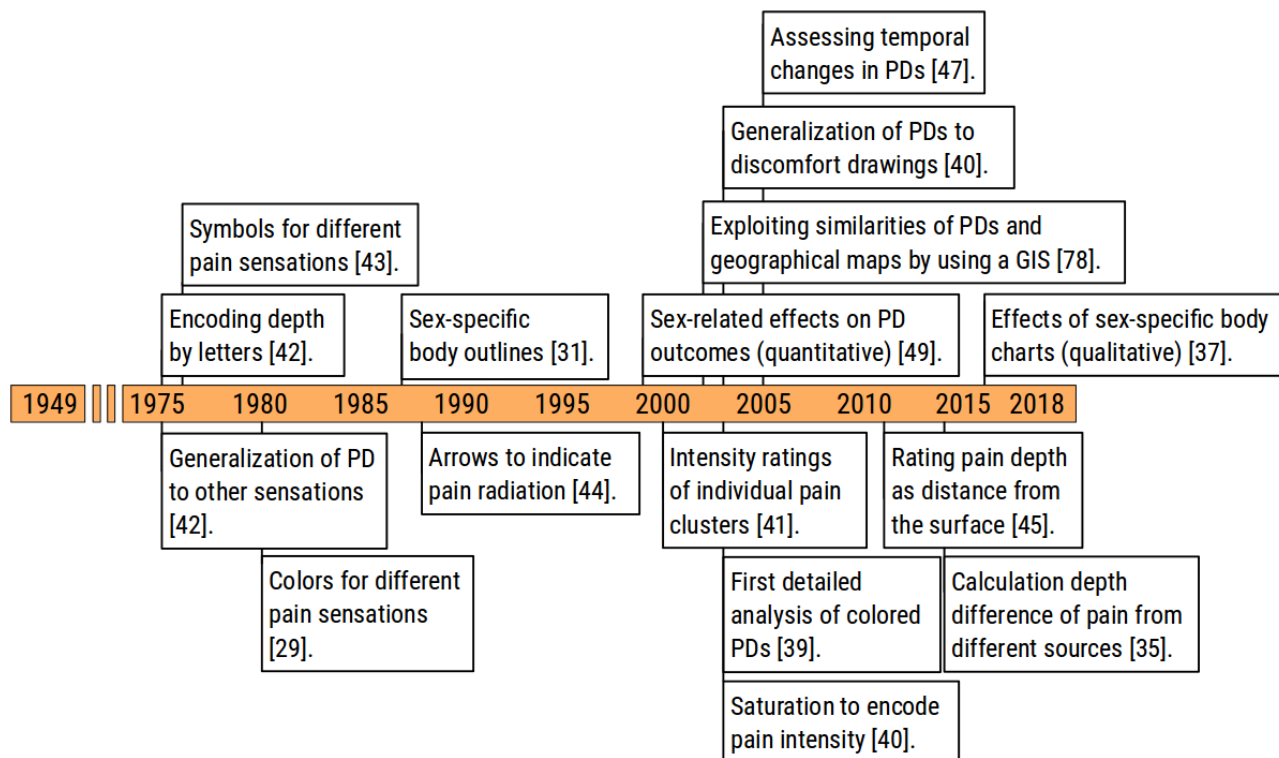 Assessing temporal
changes in PDs [47].
Generalization of PDs to
discomfort drawings [40].
Symbols for different
pain sensations [43].
Exploiting similarities of PDs and
geographical maps by using a GIS [78].
Encoding depth
by letters [42].
Sex-specific
body outlines [31].
Sex-related effects on PD
outcomes (quantitative) [49].
Effects of sex-specific body
charts (qualitative) [37].
1949 1975 1980 1985 1990 1995 2000 2005 2010 2015 2018
Generalization of PD
to other sensations
[42].
Arrows to indicate
pain radiation [44].
Intensity ratings
of individual pain
clusters [41].
Rating pain depth
as distance from
the surface [45].
Colors for different
pain sensations
[29].
First detailed
analysis of colored
PDs [39].
Calculation depth
difference of pain from
different sources [35].
Saturation to encode
pain intensity [40].